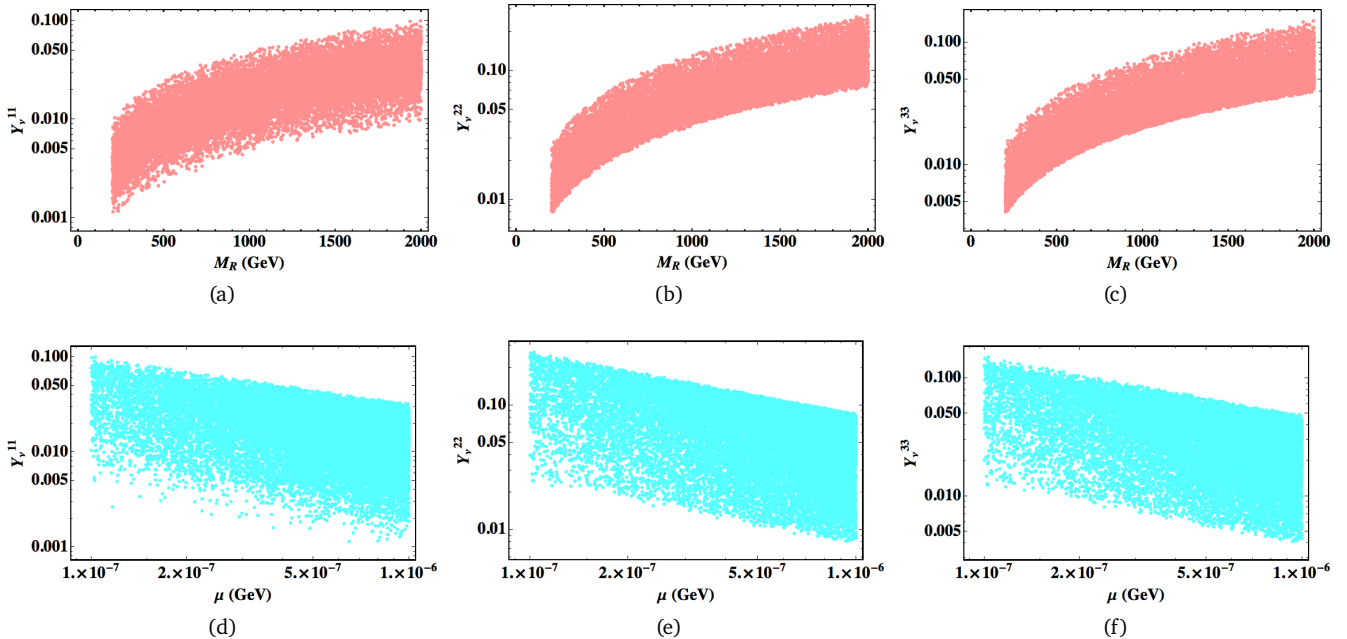 0.100
0.050
0.010
0.005
0.001
Y_ν^11
0
500
1000
1500
2000
M_R (GeV)
(a)
0.10
0.05
0.01
Y_ν^22
0
500
1000
1500
2000
M_R (GeV)
(b)
0.100
0.050
0.010
0.005
Y_ν^33
0
500
1000
1500
2000
M_R (GeV)
(c)
0.100
0.050
0.010
0.005
0.001
Y_ν^11
1.×10^-7
2.×10^-7
5.×10^-7
1.×10^-6
μ (GeV)
(d)
0.10
0.05
0.01
Y_ν^22
1.×10^-7
2.×10^-7
5.×10^-7
1.×10^-6
μ (GeV)
(e)
0.100
0.050
0.010
0.005
Y_ν^33
1.×10^-7
2.×10^-7
5.×10^-7
1.×10^-6
μ (GeV)
(f)